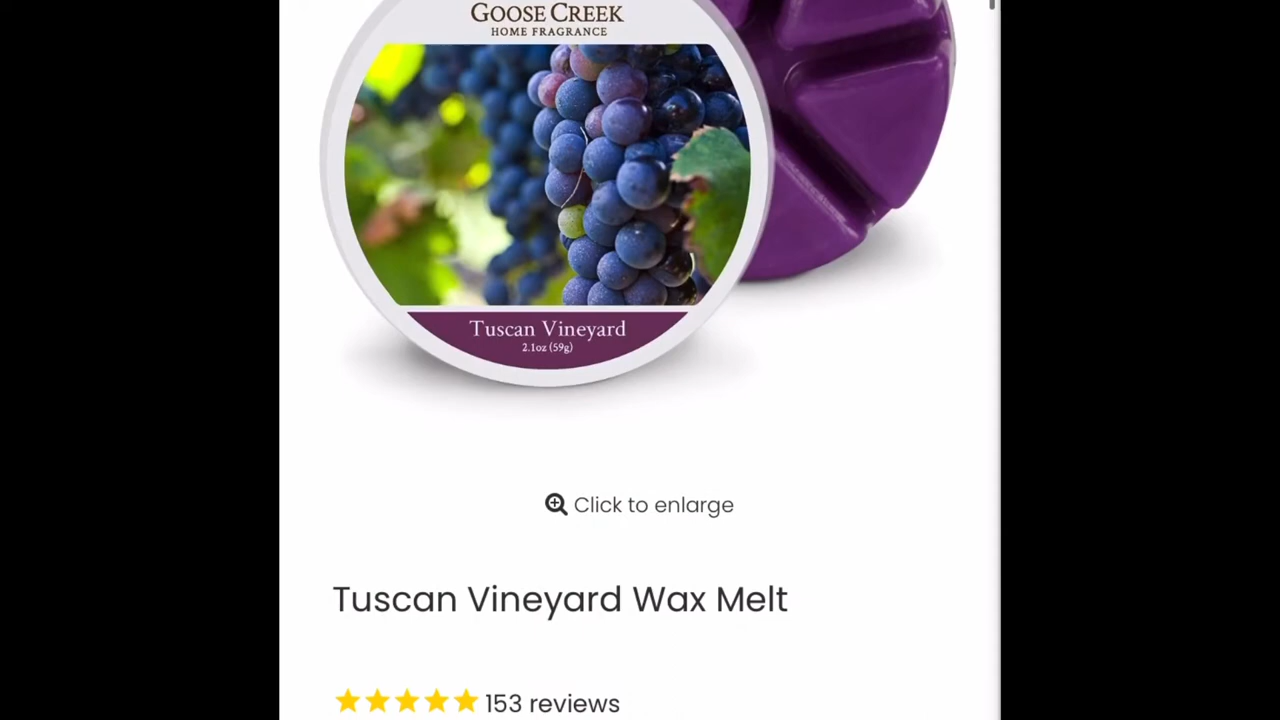 GOOSE CREEK
HOME FRAGRANCE
Tuscan Vineyard
2.1oz (59g)
Click to enlarge
Tuscan Vineyard Wax Melt
153 reviews